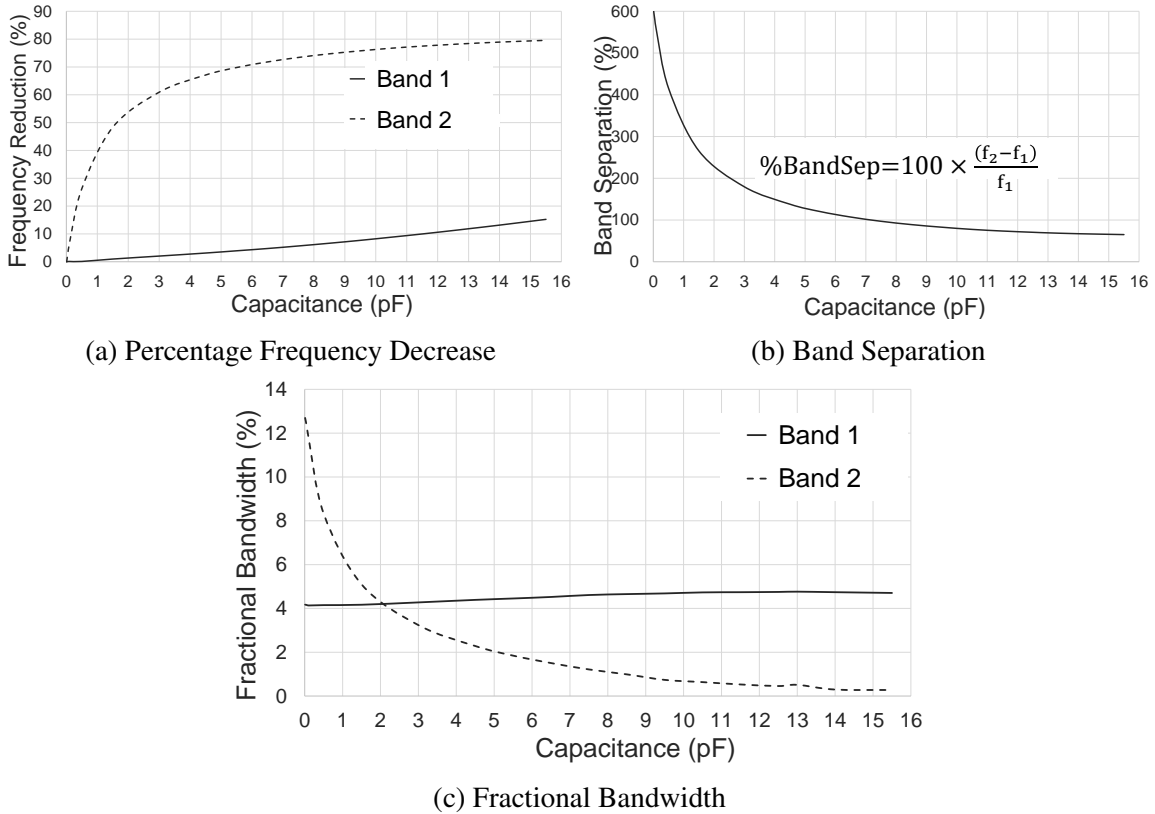 Frequency Reduction (%)
90
80
70
60
50
40
30
20
10
0
Band 1
Band 2
0 1 2 3 4 5 6 7 8 9 10 11 12 13 14 15 16
Capacitance (pF)
(a) Percentage Frequency Decrease
Band Separation (%)
600
500
400
300
200
100
0
%BandSep=100 × (f₂−f₁)/f₁
0 1 2 3 4 5 6 7 8 9 10 11 12 13 14 15 16
Capacitance (pF)
(b) Band Separation
Fractional Bandwidth (%)
14
12
10
8
6
4
2
0
Band 1
Band 2
0 1 2 3 4 5 6 7 8 9 10 11 12 13 14 15 16
Capacitance (pF)
(c) Fractional Bandwidth